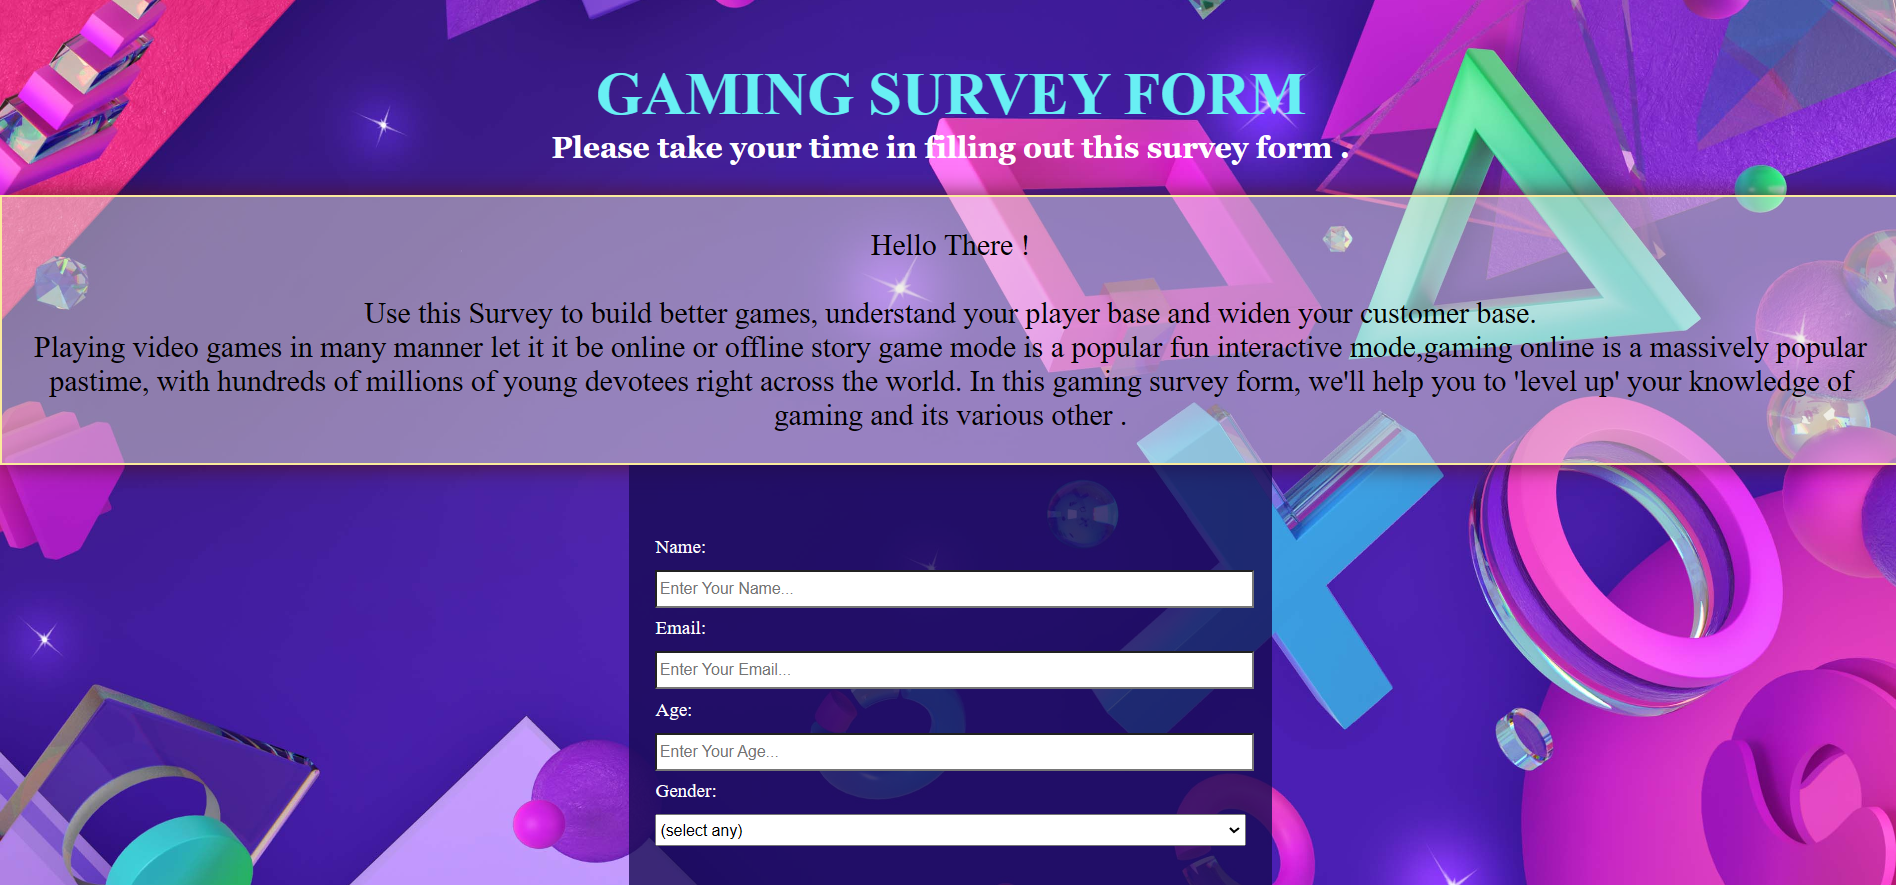 GAMING SURVEY FORM
Please take your time in filling out this survey form .
Hello There !
Use this Survey to build better games, understand your player base and widen your customer base.
Playing video games in many manner let it it be online or offline story game mode is a popular fun interactive mode,gaming online is a massively popular
pastime, with hundreds of millions of young devotees right across the world. In this gaming survey form, we'll help you to 'level up' your knowledge of
gaming and its various other .
Name:
Enter Your Name...
Email:
Enter Your Email...
Age:
Enter Your Age...
Gender:
(select any)